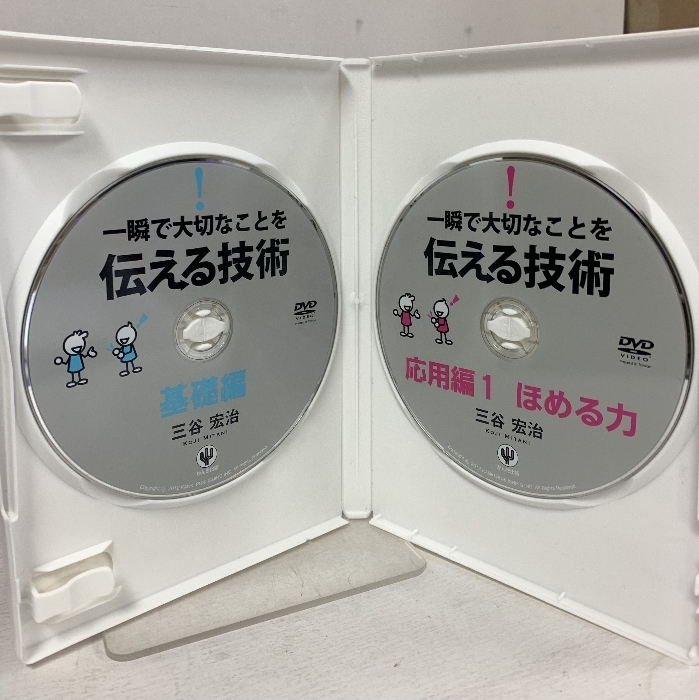 !
一瞬で大切なことを
伝える技術
DVD
VIDEO
基礎編
三谷 宏治
KOJI MITANI
!
一瞬で大切なことを
伝える技術
DVD
VIDEO
応用編1 ほめる力
三谷 宏治
KOJI MITANI